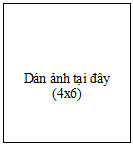 Dán ảnh tại đây
(4x6)